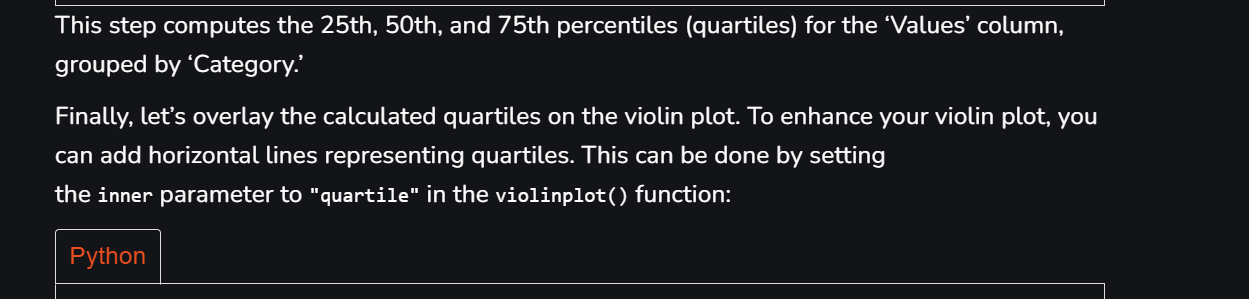 This step computes the 25th, 50th, and 75th percentiles (quartiles) for the ‘Values’ column,
grouped by ‘Category.’
Finally, let’s overlay the calculated quartiles on the violin plot. To enhance your violin plot, you
can add horizontal lines representing quartiles. This can be done by setting
the inner parameter to "quartile" in the violinplot() function:
Python